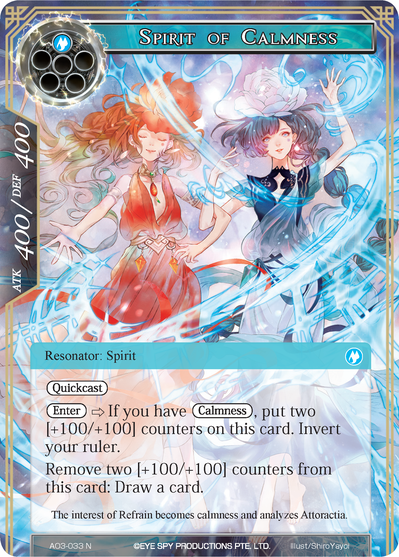 Spirit of Calmness
ATK 400/DEF 400
Resonator: Spirit
Quickcast
Enter ⇨ If you have Calmness, put two
[+100/+100] counters on this card. Invert
your ruler.
Remove two [+100/+100] counters from
this card: Draw a card.
The interest of Refrain becomes calmness and analyzes Attoractia.
A03-033 N
©EYE SPY PRODUCTIONS PTE. LTD.
Illust/ShiroYayoi